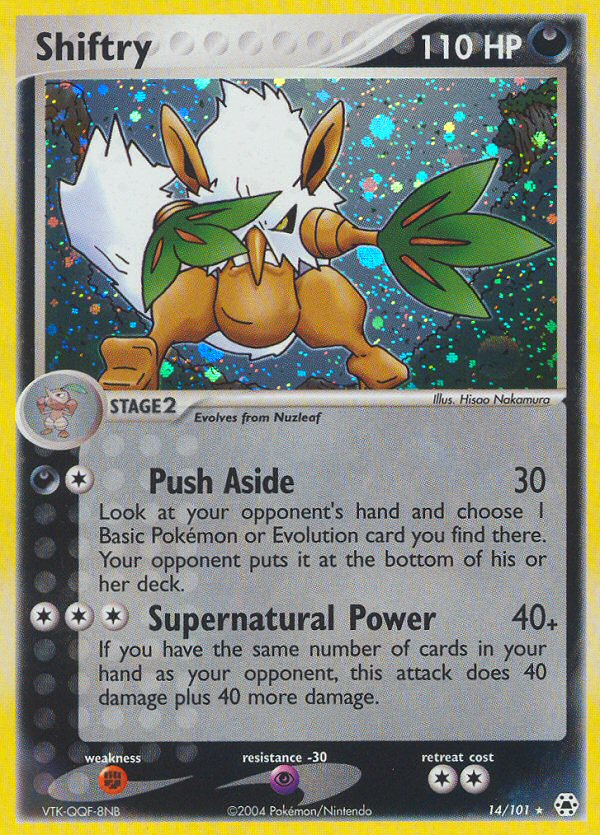 Shiftry 110 HP
Illus. Hisao Nakamura
STAGE 2
Evolves from Nuzleaf
Push Aside 30
Look at your opponent's hand and choose 1
Basic Pokémon or Evolution card you find there.
Your opponent puts it at the bottom of his or
her deck.
Supernatural Power 40+
If you have the same number of cards in your
hand as your opponent, this attack does 40
damage plus 40 more damage.
weakness resistance -30 retreat cost
VTK-QQF-8NB ©2004 Pokémon/Nintendo 14/101 ★